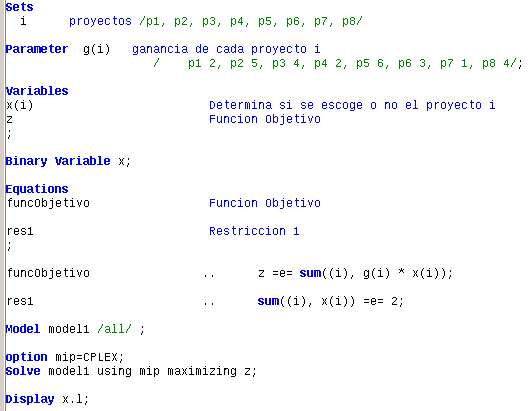 Sets
i proyectos /p1, p2, p3, p4, p5, p6, p7, p8/
Parameter g(i) ganancia de cada proyecto i
/ p1 2, p2 5, p3 4, p4 2, p5 6, p6 3, p7 1, p8 4/;
Variables
x(i) Determina si se escoge o no el proyecto i
z Funcion Objetivo
;
Binary Variable x;
Equations
funcObjetivo Funcion Objetivo
res1 Restriccion 1
;
funcObjetivo .. z =e= sum((i), g(i) * x(i));
res1 .. sum((i), x(i)) =e= 2;
Model model1 /all/ ;
option mip=CPLEX;
Solve model1 using mip maximizing z;
Display x.l;